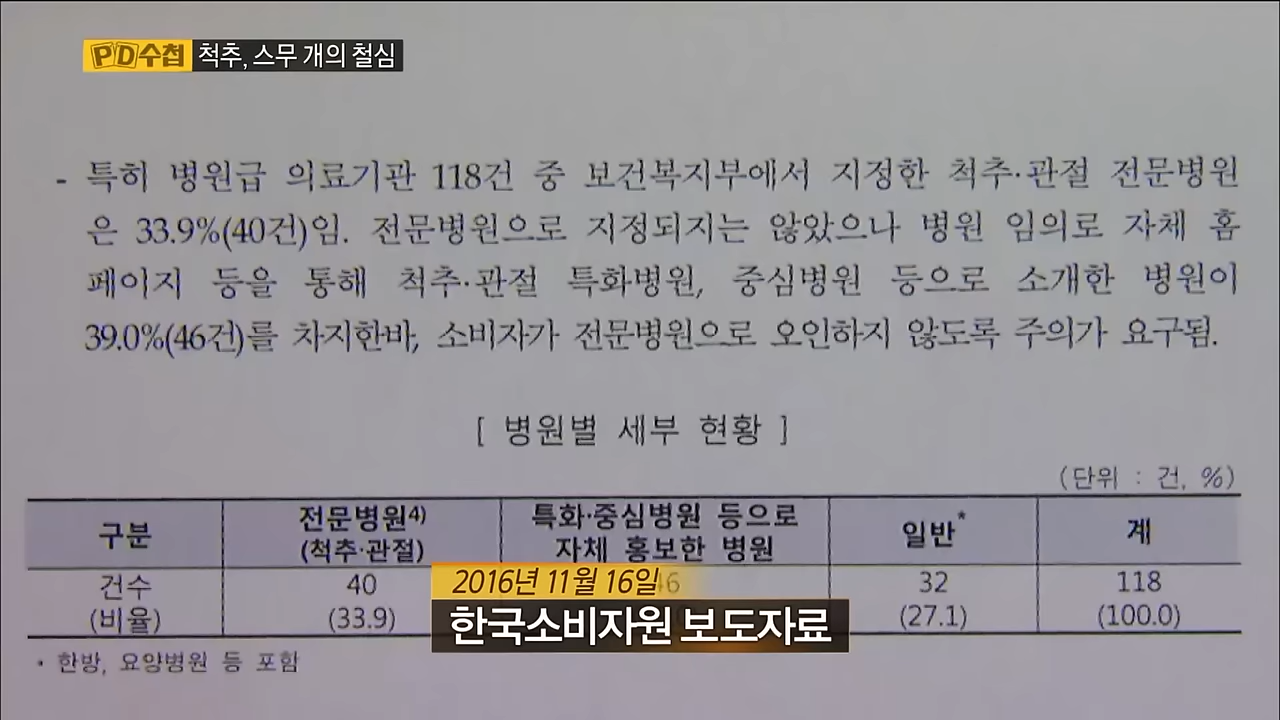 PD수첩 척추, 스무 개의 철심
- 특히 병원급 의료기관 118건 중 보건복지부에서 지정한 척추·관절 전문병원
은 33.9%(40건)임. 전문병원으로 지정되지는 않았으나 병원 임의로 자체 홈
페이지 등을 통해 척추·관절 특화병원, 중심병원 등으로 소개한 병원이
39.0%(46건)를 차지한바, 소비자가 전문병원으로 오인하지 않도록 주의가 요구됨.
[ 병원별 세부 현황 ]
(단위 : 건, %)
구분 전문병원4) (척추·관절) 특화·중심병원 등으로 자체 홍보한 병원 일반* 계
건수 40 6 32 118
(비율) (33.9) (27.1) (100.0)
* 한방, 요양병원 등 포함
2016년 11월 16일
한국소비자원 보도자료